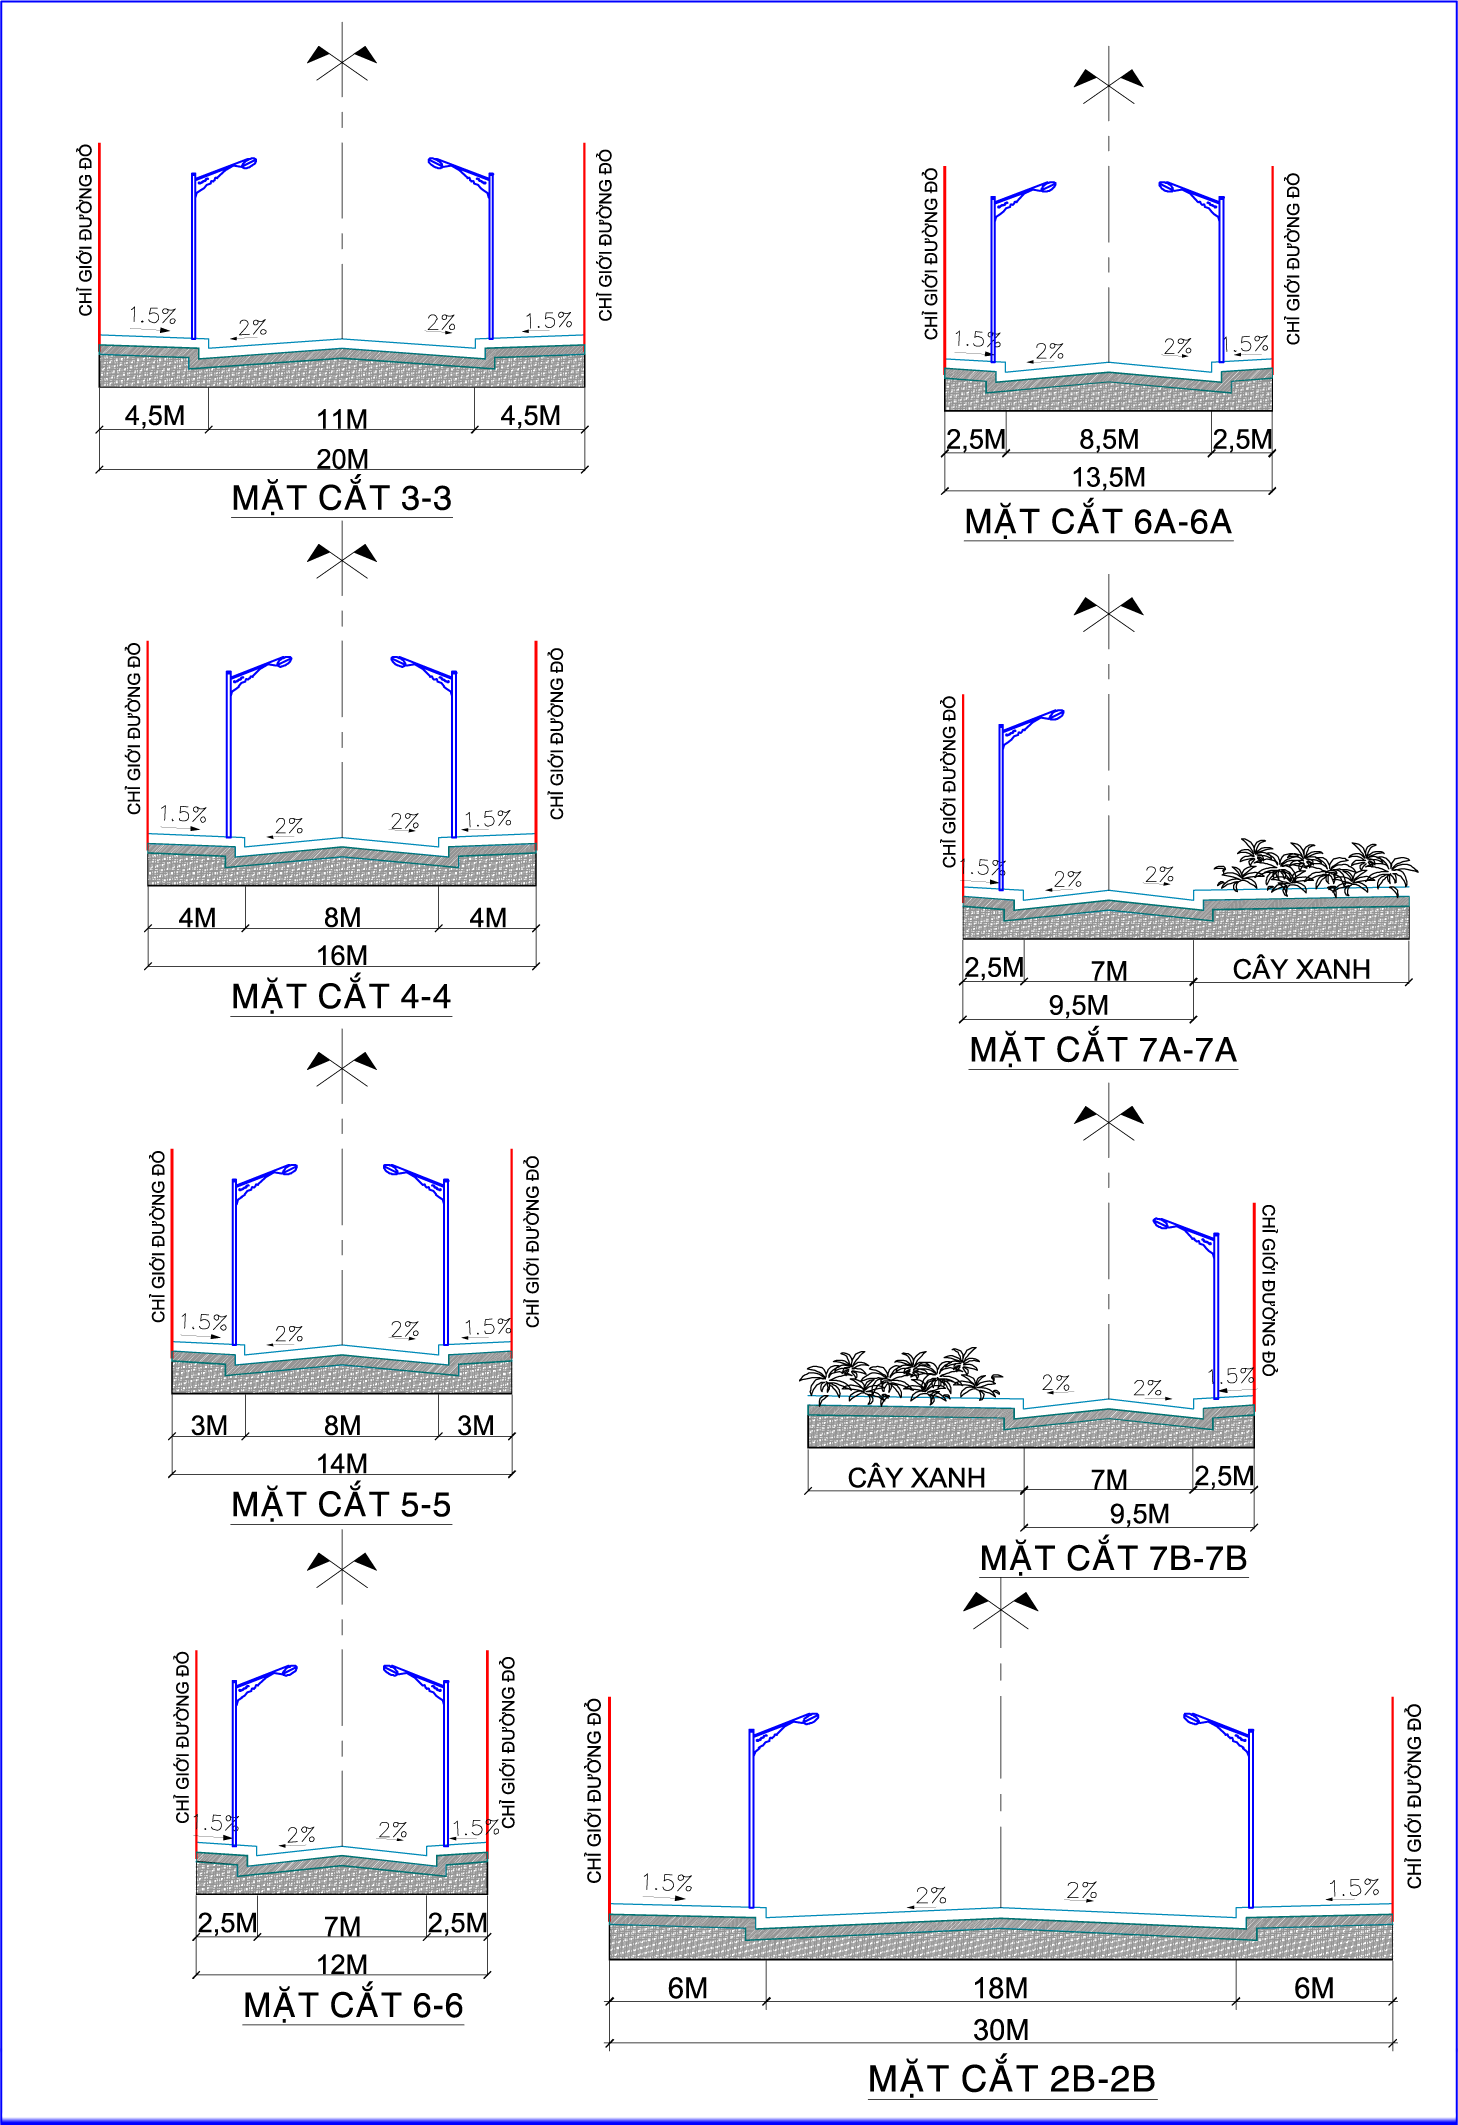 CHỈ GIỚI ĐƯỜNG ĐỎ
CHỈ GIỚI ĐƯỜNG ĐỎ
1.5%
2%
2%
1.5%
4,5M
11M
4,5M
20M
MẶT CẮT 3-3
CHỈ GIỚI ĐƯỜNG ĐỎ
CHỈ GIỚI ĐƯỜNG ĐỎ
1.5%
2%
2%
1.5%
4M
8M
4M
16M
MẶT CẮT 4-4
CHỈ GIỚI ĐƯỜNG ĐỎ
CHỈ GIỚI ĐƯỜNG ĐỎ
1.5%
2%
2%
1.5%
3M
8M
3M
14M
MẶT CẮT 5-5
CHỈ GIỚI ĐƯỜNG ĐỎ
CHỈ GIỚI ĐƯỜNG ĐỎ
1.5%
2%
2%
1.5%
2,5M
7M
2,5M
12M
MẶT CẮT 6-6
CHỈ GIỚI ĐƯỜNG ĐỎ
CHỈ GIỚI ĐƯỜNG ĐỎ
1.5%
2%
2%
1.5%
2,5M
8,5M
2,5M
13,5M
MẶT CẮT 6A-6A
CHỈ GIỚI ĐƯỜNG ĐỎ
1.5%
2%
2%
2,5M
7M
CÂY XANH
9,5M
MẶT CẮT 7A-7A
CHỈ GIỚI ĐƯỜNG ĐỎ
2%
2%
1.5%
CÂY XANH
7M
2,5M
9,5M
MẶT CẮT 7B-7B
CHỈ GIỚI ĐƯỜNG ĐỎ
CHỈ GIỚI ĐƯỜNG ĐỎ
1.5%
2%
2%
1.5%
6M
18M
6M
30M
MẶT CẮT 2B-2B